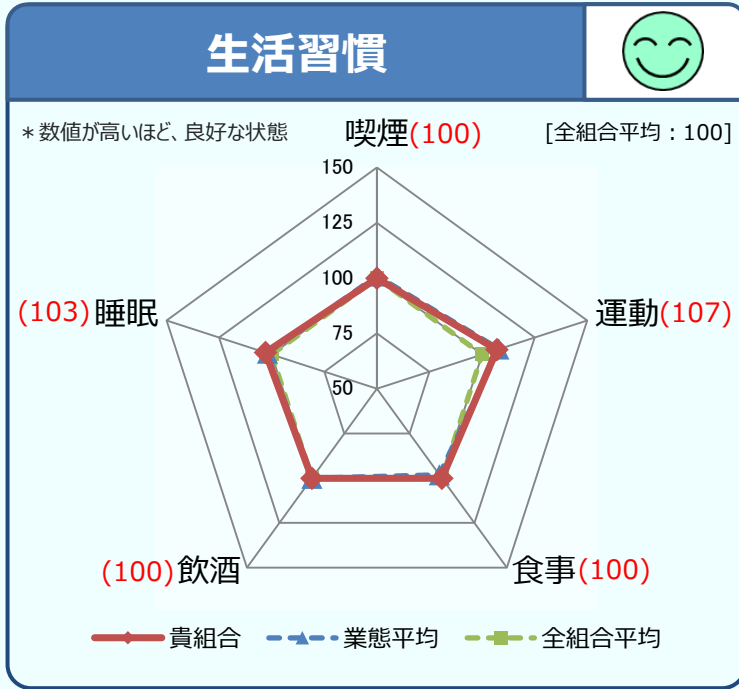 生活習慣
＊数値が高いほど、良好な状態
喫煙(100)
[全組合平均：100]
150
125
100
75
50
(103)睡眠
運動(107)
(100)飲酒
食事(100)
貴組合
業態平均
全組合平均